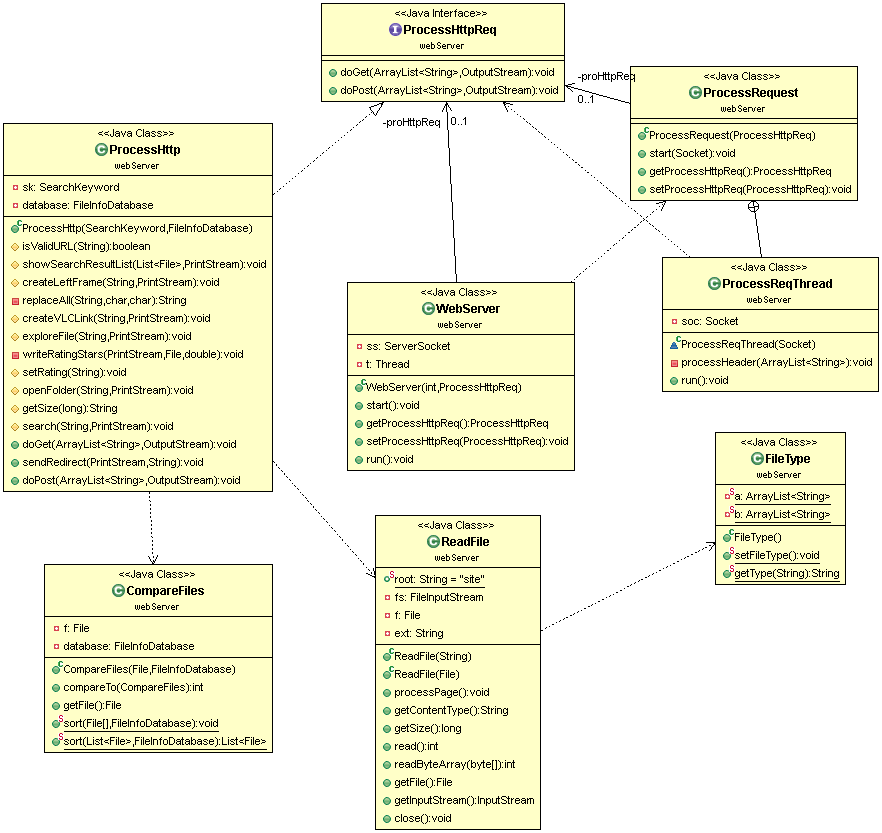 <<Java Interface>>
I ProcessHttpReq
webServer
doGet(ArrayList<String>,OutputStream):void
doPost(ArrayList<String>,OutputStream):void
-proHttpReq
0..1
<<Java Class>>
C ProcessRequest
webServer
C ProcessRequest(ProcessHttpReq)
start(Socket):void
getProcessHttpReq():ProcessHttpReq
setProcessHttpReq(ProcessHttpReq):void
-proHttpReq
0..1
<<Java Class>>
C ProcessHttp
webServer
sk: SearchKeyword
database: FileInfoDatabase
C ProcessHttp(SearchKeyword,FileInfoDatabase)
isValidURL(String):boolean
showSearchResultList(List<File>,PrintStream):void
createLeftFrame(String,PrintStream):void
replaceAll(String,char,char):String
createVLCLink(String,PrintStream):void
exploreFile(String,PrintStream):void
writeRatingStars(PrintStream,File,double):void
setRating(String):void
openFolder(String,PrintStream):void
getSize(long):String
search(String,PrintStream):void
doGet(ArrayList<String>,OutputStream):void
sendRedirect(PrintStream,String):void
doPost(ArrayList<String>,OutputStream):void
<<Java Class>>
C WebServer
webServer
ss: ServerSocket
t: Thread
C WebServer(int,ProcessHttpReq)
start():void
getProcessHttpReq():ProcessHttpReq
setProcessHttpReq(ProcessHttpReq):void
run():void
<<Java Class>>
C ProcessReqThread
webServer
soc: Socket
C ProcessReqThread(Socket)
processHeader(ArrayList<String>):void
run():void
<<Java Class>>
C FileType
webServer
S a: ArrayList<String>
S b: ArrayList<String>
C FileType()
S setFileType():void
S getType(String):String
<<Java Class>>
C CompareFiles
webServer
f: File
database: FileInfoDatabase
C CompareFiles(File,FileInfoDatabase)
compareTo(CompareFiles):int
getFile():File
S sort(File[],FileInfoDatabase):void
S sort(List<File>,FileInfoDatabase):List<File>
<<Java Class>>
C ReadFile
webServer
S root: String = "site"
fs: FileInputStream
f: File
ext: String
C ReadFile(String)
C ReadFile(File)
processPage():void
getContentType():String
getSize():long
read():int
readByteArray(byte[]):int
getFile():File
getInputStream():InputStream
close():void